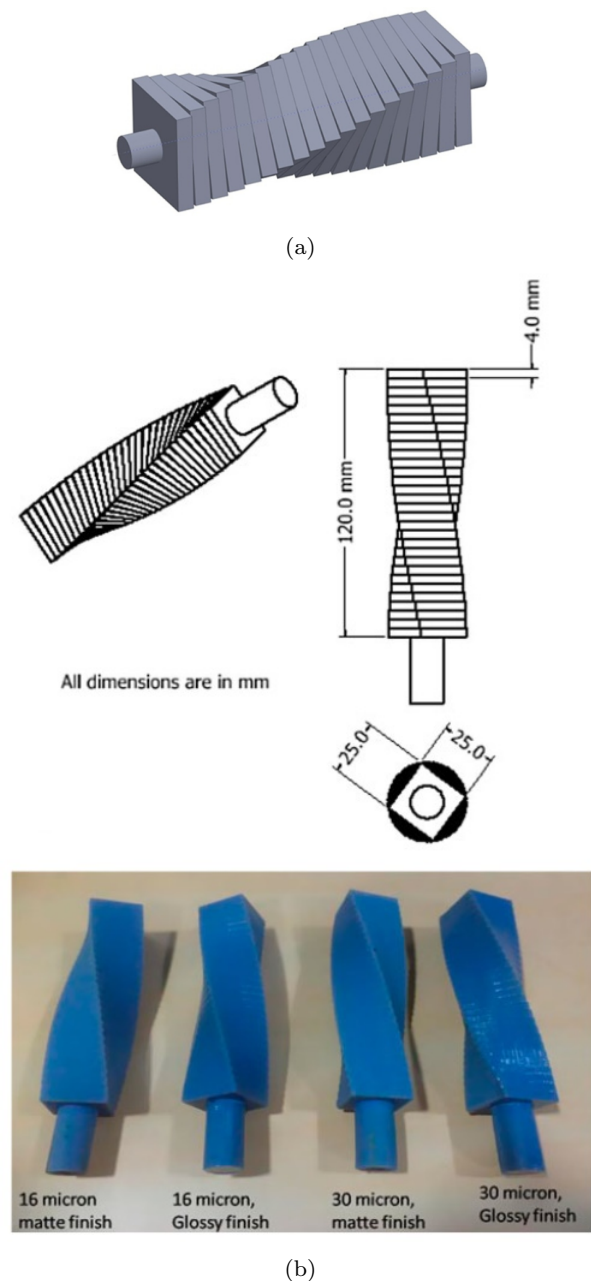 (a)
4.0 mm
120.0 mm
All dimensions are in mm
25.0
25.0
16 micron
matte finish
16 micron,
Glossy finish
30 micron,
matte finish
30 micron,
Glossy finish
(b)